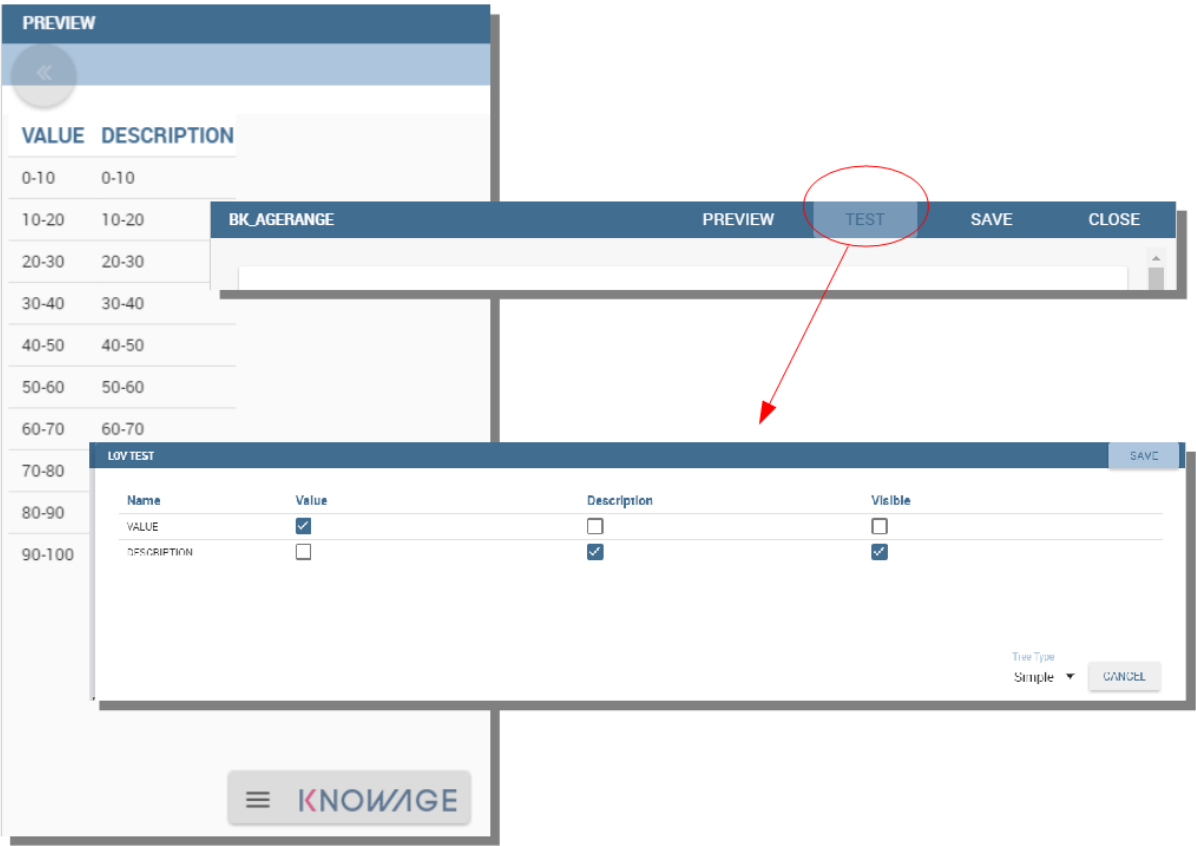 PREVIEW
«
VALUE DESCRIPTION
0-10 0-10
10-20 10-20
20-30 20-30
30-40 30-40
40-50 40-50
50-60 50-60
60-70 60-70
70-80
80-90
90-100
BK_AGERANGE PREVIEW TEST SAVE CLOSE
LOV TEST SAVE
Name Value Description Visible
VALUE
DESCRIPTION
Tree Type
Simple CANCEL
KNOWAGE